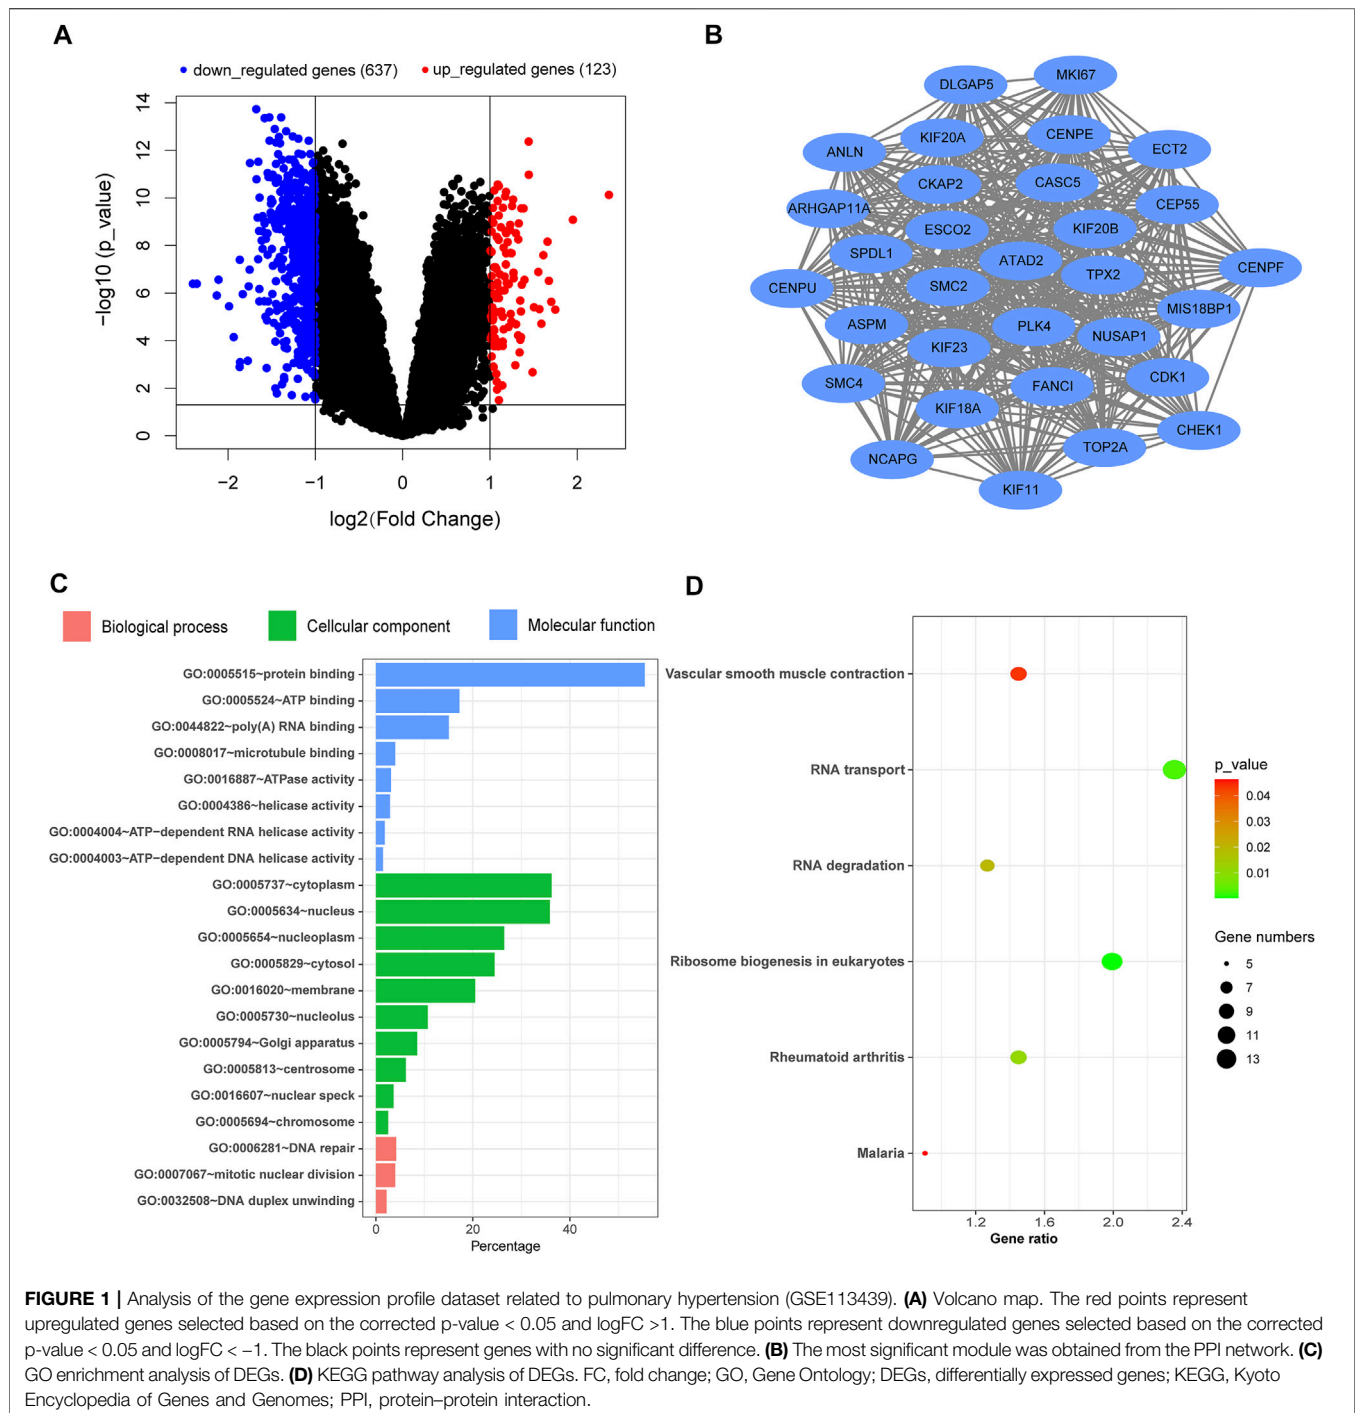 A
down_regulated genes (637)
up_regulated genes (123)
14
12
10
8
6
4
2
0
−log10 (p_value)
−2
−1
0
1
2
log2(Fold Change)
B
DLGAP5
MKI67
KIF20A
CENPE
ANLN
ECT2
CKAP2
CASC5
ARHGAP11A
CEP55
ESCO2
KIF20B
SPDL1
ATAD2
TPX2
CENPF
CENPU
SMC2
MIS18BP1
ASPM
PLK4
NUSAP1
KIF23
SMC4
FANCI
CDK1
KIF18A
CHEK1
NCAPG
TOP2A
KIF11
C
Biological process
Cellcular component
Molecular function
GO:0005515~protein binding
GO:0005524~ATP binding
GO:0044822~poly(A) RNA binding
GO:0008017~microtubule binding
GO:0016887~ATPase activity
GO:0004386~helicase activity
GO:0004004~ATP−dependent RNA helicase activity
GO:0004003~ATP−dependent DNA helicase activity
GO:0005737~cytoplasm
GO:0005634~nucleus
GO:0005654~nucleoplasm
GO:0005829~cytosol
GO:0016020~membrane
GO:0005730~nucleolus
GO:0005794~Golgi apparatus
GO:0005813~centrosome
GO:0016607~nuclear speck
GO:0005694~chromosome
GO:0006281~DNA repair
GO:0007067~mitotic nuclear division
GO:0032508~DNA duplex unwinding
0
20
40
Percentage
D
Vascular smooth muscle contraction
RNA transport
RNA degradation
Ribosome biogenesis in eukaryotes
Rheumatoid arthritis
Malaria
1.2
1.6
2.0
2.4
Gene ratio
p_value
0.04
0.03
0.02
0.01
Gene numbers
5
7
9
11
13
FIGURE 1 | Analysis of the gene expression profile dataset related to pulmonary hypertension (GSE113439). (A) Volcano map. The red points represent
upregulated genes selected based on the corrected p-value < 0.05 and logFC >1. The blue points represent downregulated genes selected based on the corrected
p-value < 0.05 and logFC < −1. The black points represent genes with no significant difference. (B) The most significant module was obtained from the PPI network. (C)
GO enrichment analysis of DEGs. (D) KEGG pathway analysis of DEGs. FC, fold change; GO, Gene Ontology; DEGs, differentially expressed genes; KEGG, Kyoto
Encyclopedia of Genes and Genomes; PPI, protein–protein interaction.